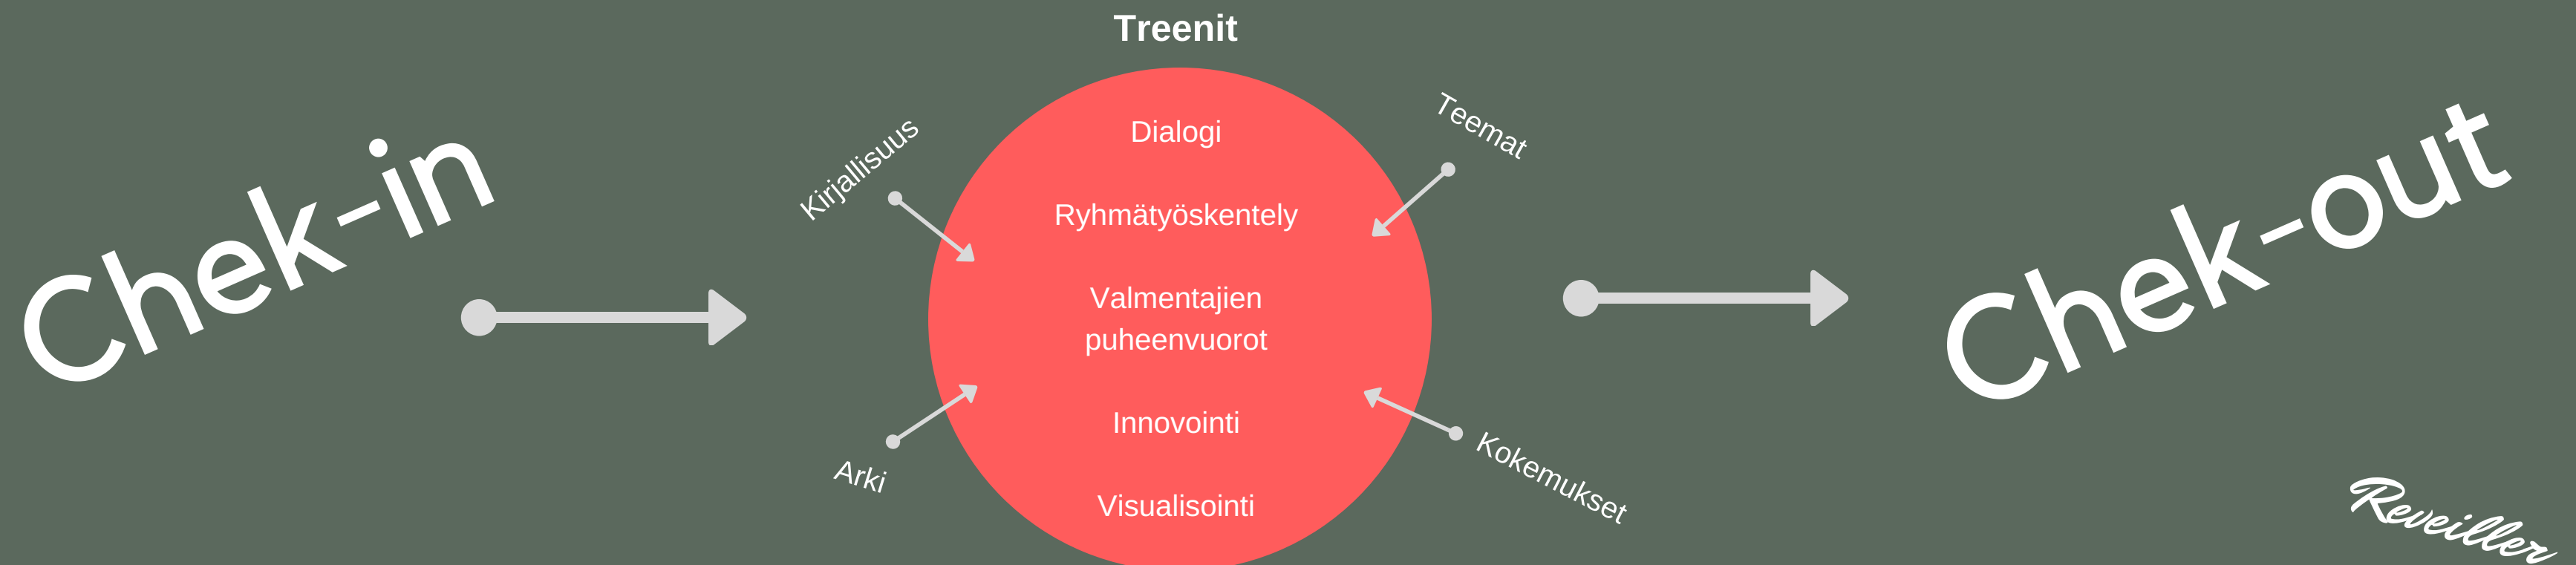 Treenit
Chek-in
Kirjallisuus
Arki
Dialogi
Ryhmätyöskentely
Valmentajien
puheenvuorot
Innovointi
Visualisointi
Teemat
Kokemukset
Chek-out
Reveiller